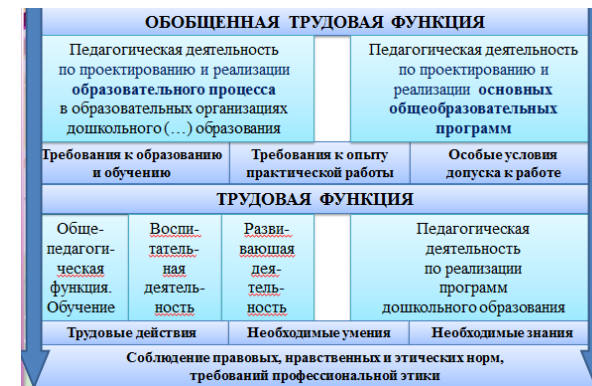 ОБОБЩЕННАЯ ТРУДОВАЯ ФУНКЦИЯ
Педагогическая деятельность
по проектированию и реализации
образовательного процесса
в образовательных организациях
дошкольного (…) образования
Педагогическая деятельность
по проектированию и
реализации основных
общеобразовательных
программ
Требования к образованию
и обучению
Требования к опыту
практической работы
Особые условия
допуска к работе
ТРУДОВАЯ ФУНКЦИЯ
Обще-
педагоги-
ческая
функция.
Обучение
Воспи-
татель-
ная
деятель-
ность
Разви-
вающая
дея-
тель-
ность
Педагогическая
деятельность
по реализации
программ
дошкольного образования
Трудовые действия
Необходимые умения
Необходимые знания
Соблюдение правовых, нравственных и этических норм,
требований профессиональной этики